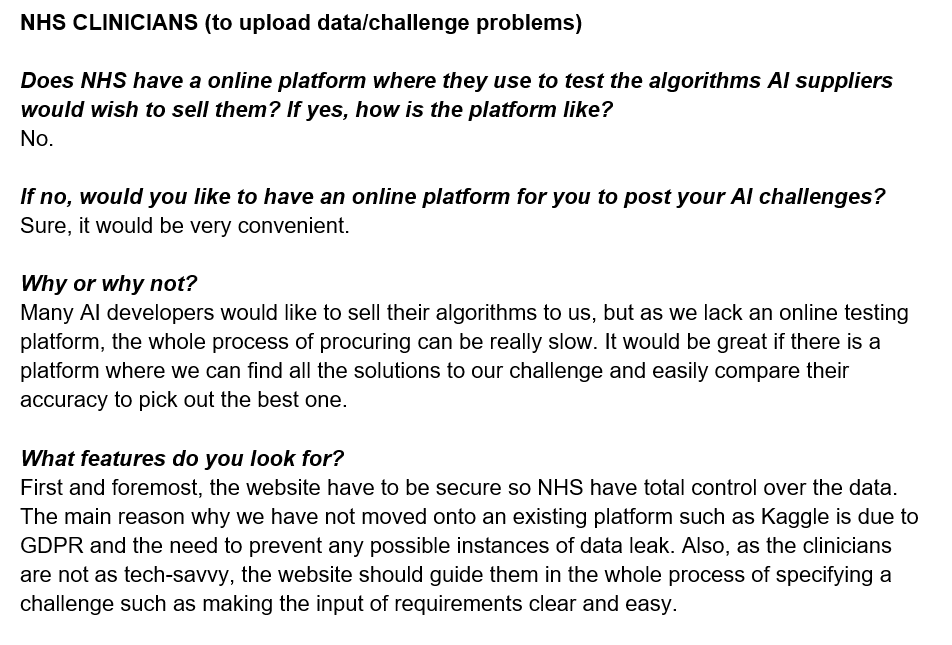 NHS CLINICIANS (to upload data/challenge problems)
Does NHS have a online platform where they use to test the algorithms AI suppliers
would wish to sell them? If yes, how is the platform like?
No.
If no, would you like to have an online platform for you to post your AI challenges?
Sure, it would be very convenient.
Why or why not?
Many AI developers would like to sell their algorithms to us, but as we lack an online testing
platform, the whole process of procuring can be really slow. It would be great if there is a
platform where we can find all the solutions to our challenge and easily compare their
accuracy to pick out the best one.
What features do you look for?
First and foremost, the website have to be secure so NHS have total control over the data.
The main reason why we have not moved onto an existing platform such as Kaggle is due to
GDPR and the need to prevent any possible instances of data leak. Also, as the clinicians
are not as tech-savvy, the website should guide them in the whole process of specifying a
challenge such as making the input of requirements clear and easy.